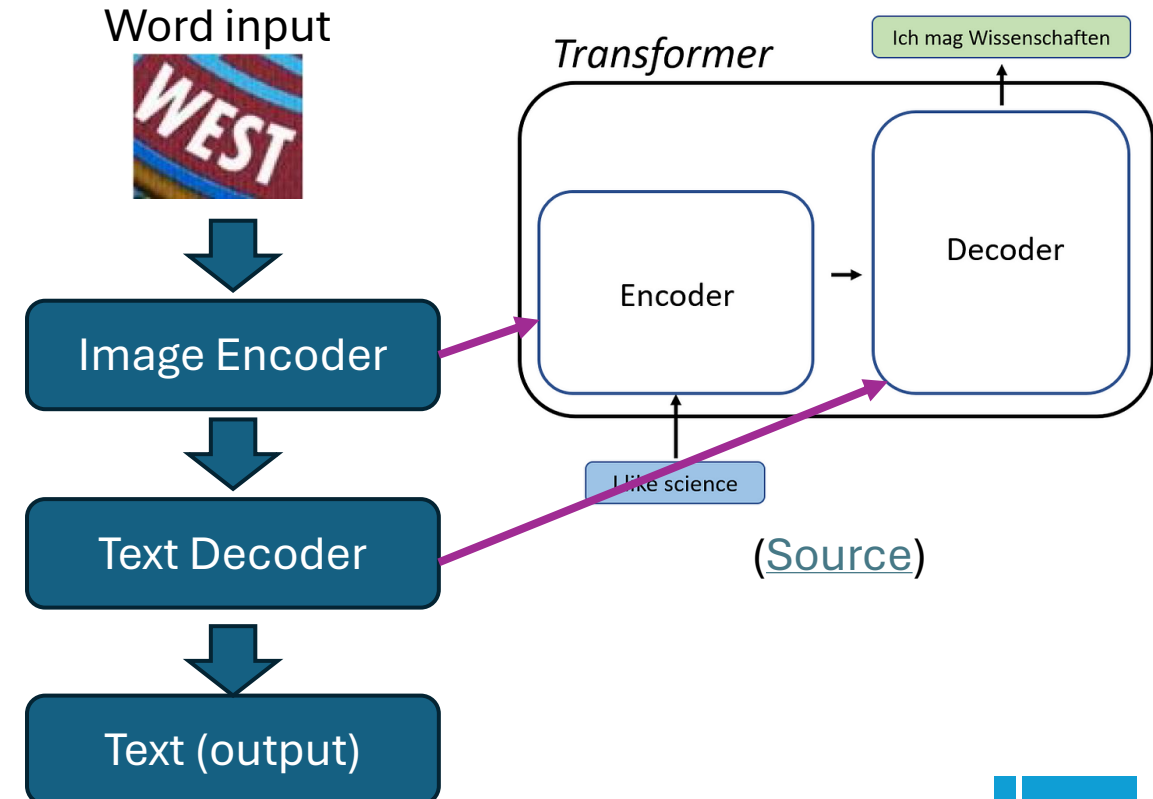 Word input
WEST
Image Encoder
Text Decoder
Text (output)
Transformer
Ich mag Wissenschaften
Encoder
Decoder
I like science
(Source)